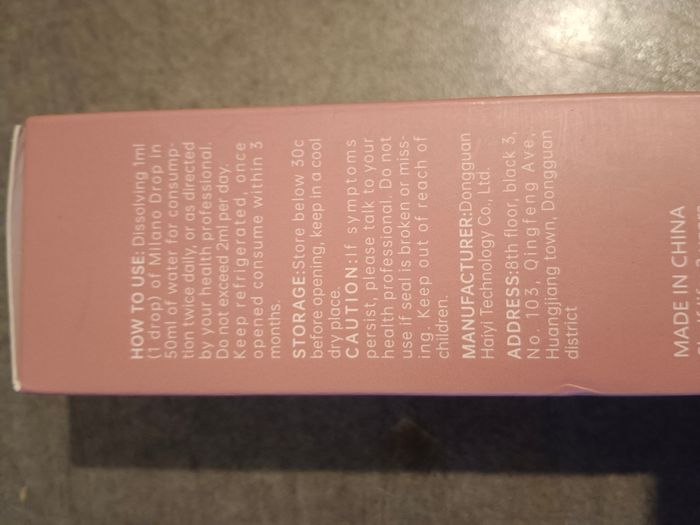 HOW TO USE: Dissolving 1ml
(1 drop) of Milano Drop in
50ml of water for consump-
tion twice daily, or as directed
by your health professional.
Do not exceed 2ml per day.
Keep refrigerated, once
opened consume within 3
months.
STORAGE:Store below 30c
before opening, keep in a cool
dry place.
CAUTION:If symptoms
persist, please talk to your
health professional. Do not
use if seal is broken or miss-
ing. Keep out of reach of
children.
MANUFACTURER:Dongguan
Haiyi Technology Co., Ltd.
ADDRESS:8th floor, black 3,
No. 103, Qingfeng Ave,
Huangjiang town, Dongguan
district
MADE IN CHINA